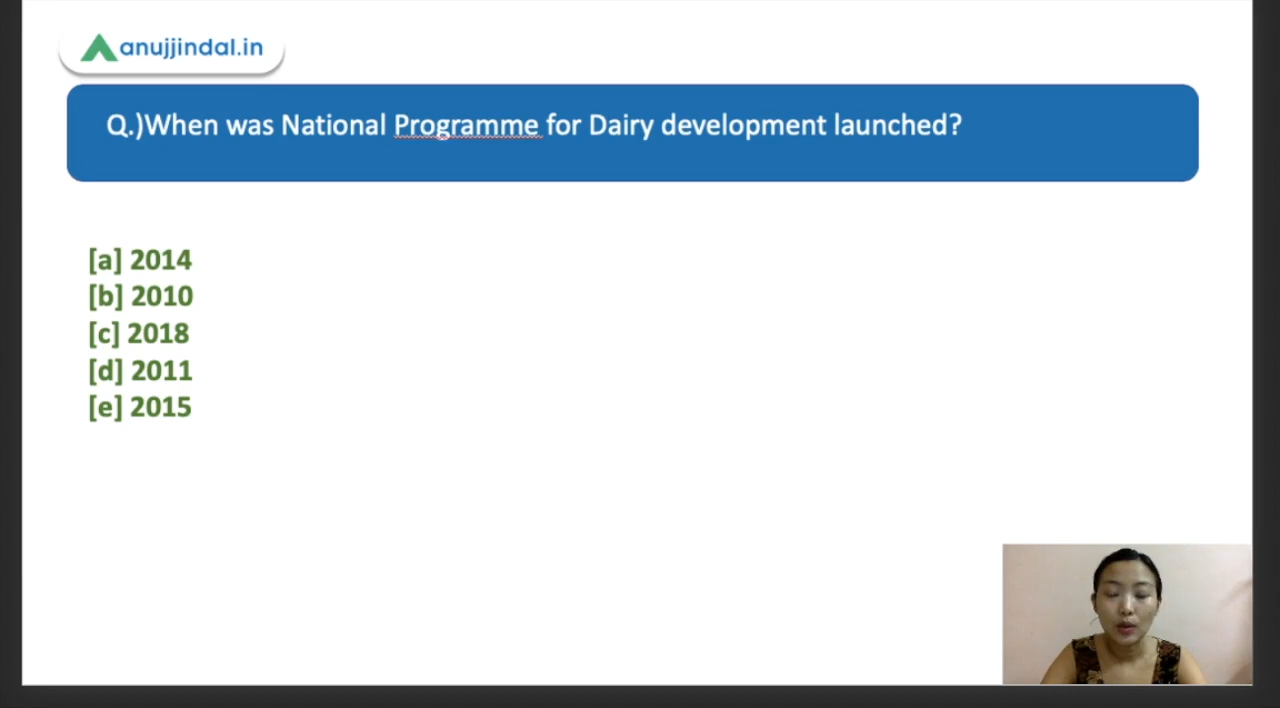 anujjindal.in
Q.)When was National Programme for Dairy development launched?
[a] 2014
[b] 2010
[c] 2018
[d] 2011
[e] 2015